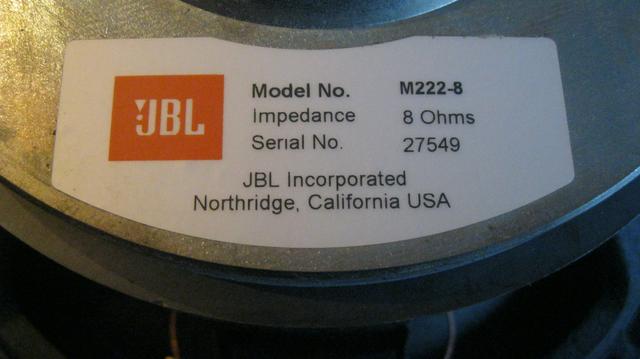 JBL
Model No. M222-8
Impedance 8 Ohms
Serial No. 27549
JBL Incorporated
Northridge, California USA